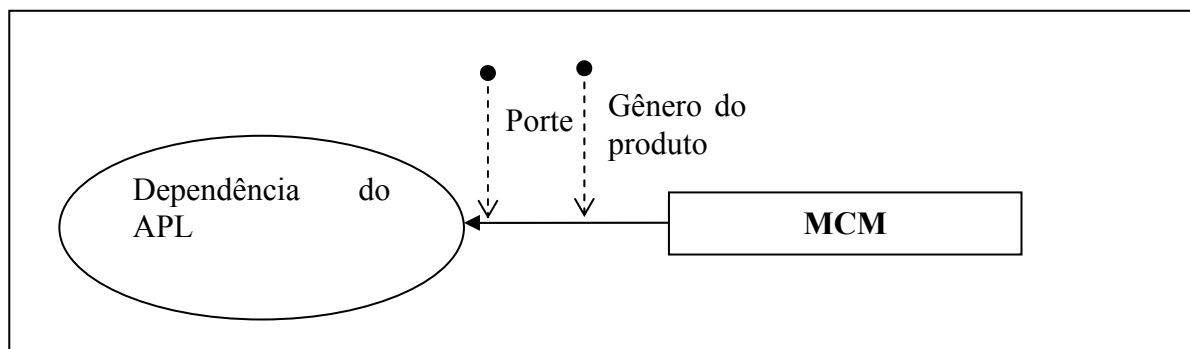 Porte
Gênero do
produto
Dependência do
APL
MCM